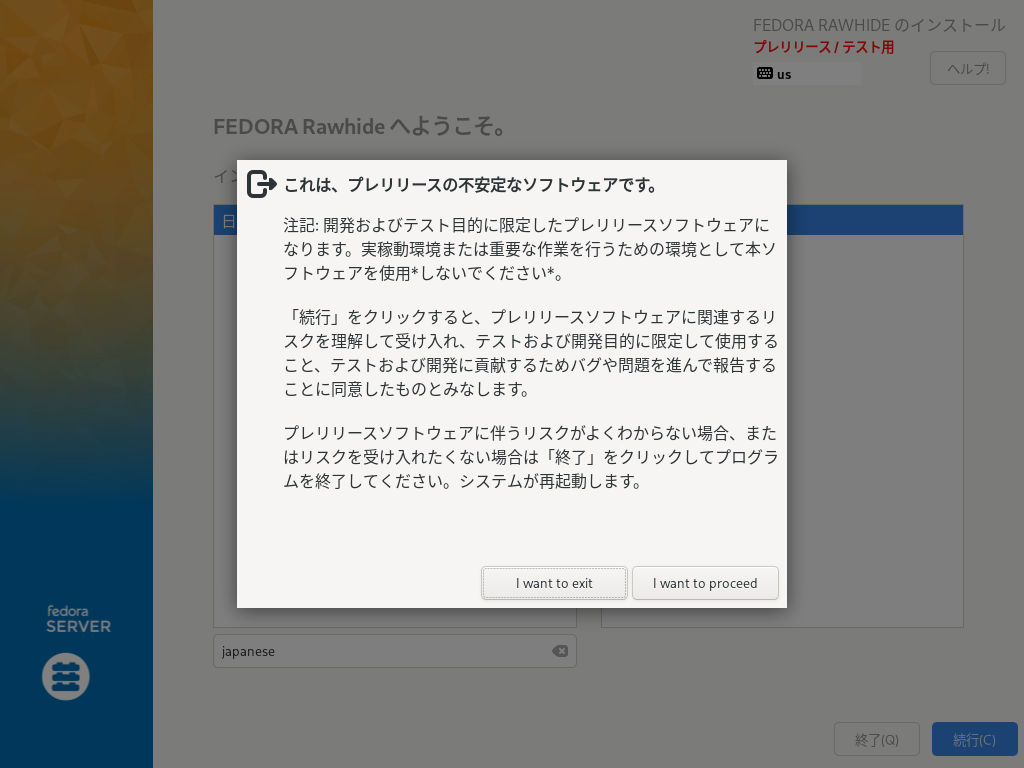 FEDORA RAWHIDE のインストール
プレリリース / テスト用
us
ヘルプ!
FEDORA Rawhide へようこそ。
イン
日
これは、プレリリースの不安定なソフトウェアです。
注記: 開発およびテスト目的に限定したプレリリースソフトウェアに
なります。実稼動環境または重要な作業を行うための環境として本ソ
フトウェアを使用*しないでください*。
「続行」をクリックすると、プレリリースソフトウェアに関連するリ
スクを理解して受け入れ、テストおよび開発目的に限定して使用する
こと、テストおよび開発に貢献するためバグや問題を進んで報告する
ことに同意したものとみなします。
プレリリースソフトウェアに伴うリスクがよくわからない場合、また
はリスクを受け入れたくない場合は「終了」をクリックしてプログラ
ムを終了してください。システムが再起動します。
I want to exit
I want to proceed
fedora
SERVER
japanese
終了(Q)
続行(C)